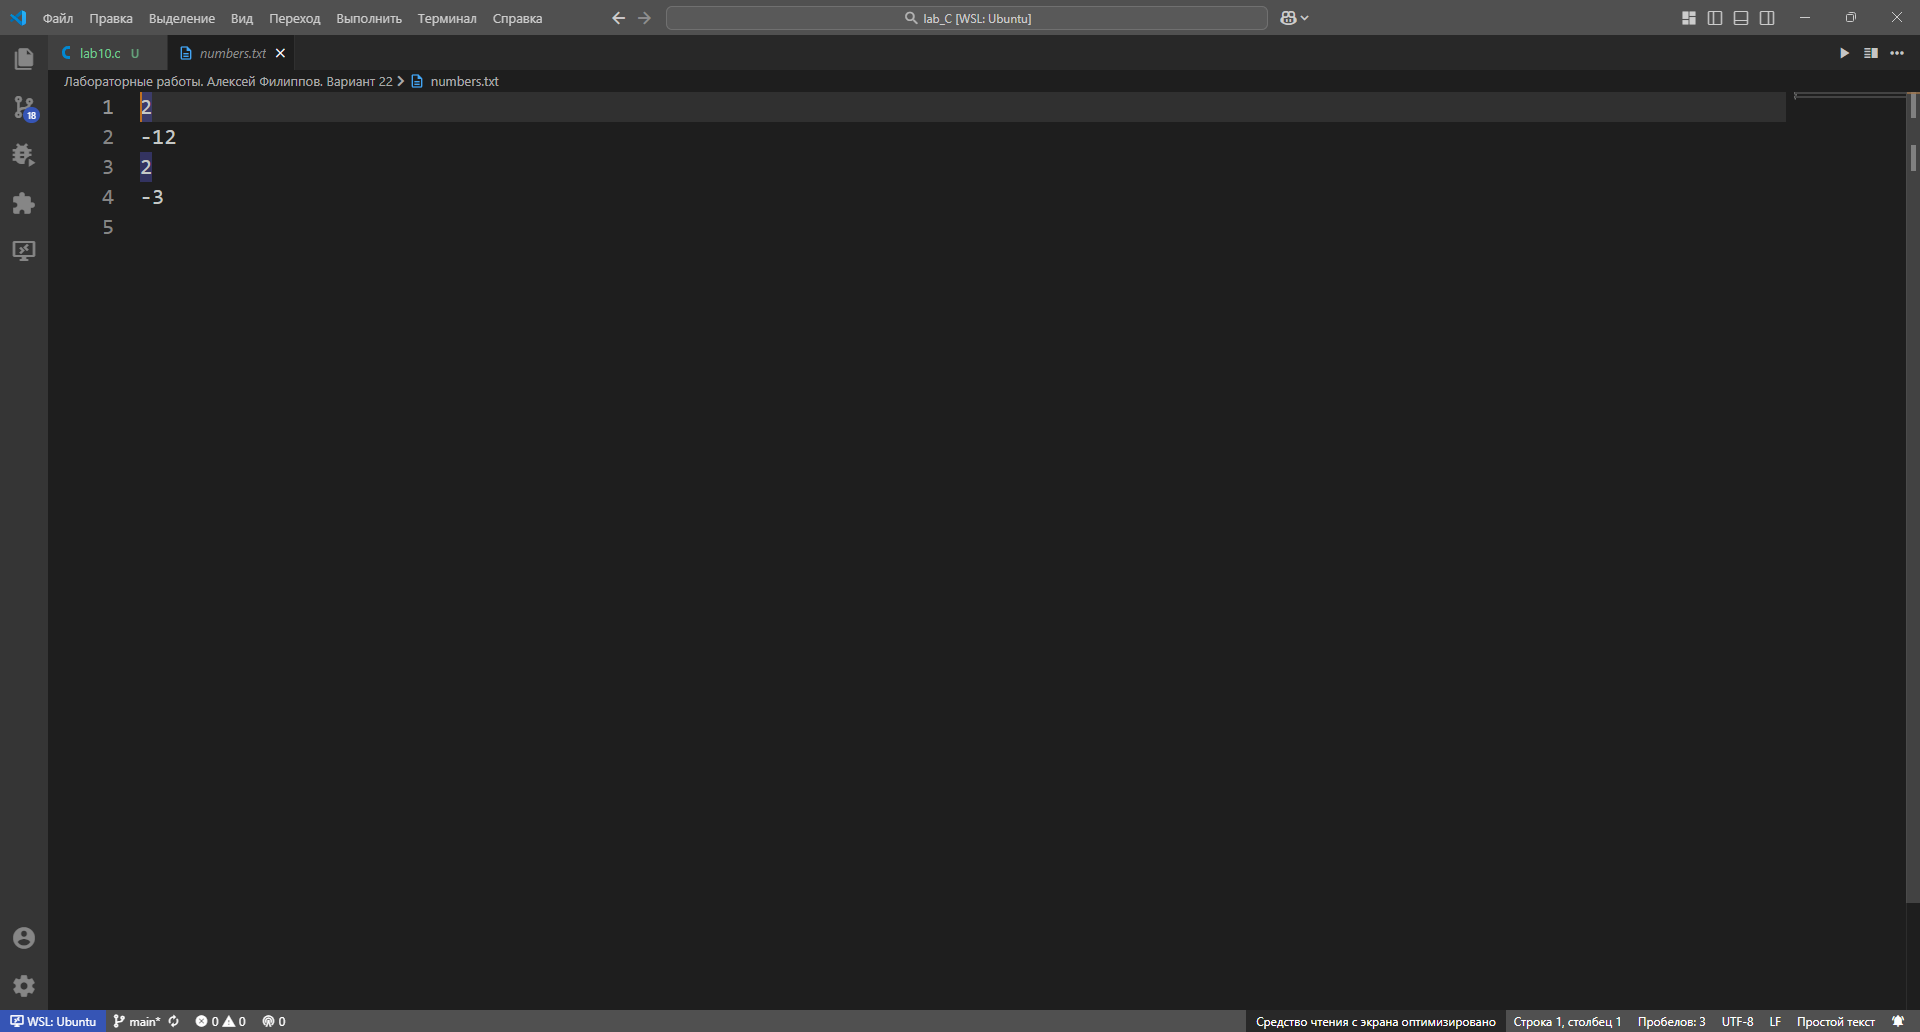 Файл Правка Выделение Вид Переход Выполнить Терминал Справка lab_C [WSL: Ubuntu]
lab10.c U numbers.txt
Лабораторные работы. Алексей Филиппов. Вариант 22 numbers.txt
1 2
2 -12
3 2
4 -3
5
18
WSL: Ubuntu main* 0 0 0 Средство чтения с экрана оптимизировано Строка 1, столбец 1 Пробелов: 3 UTF-8 LF Простой текст